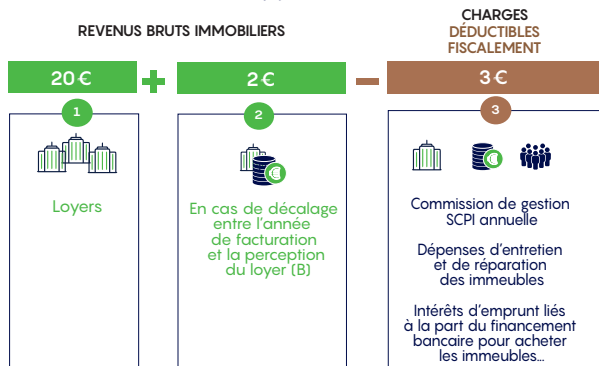 REVENUS BRUTS IMMOBILIERS
CHARGES
DÉDUCTIBLES
FISCALEMENT
20 €
+
2 €
−
3 €
1
Loyers
2
€
En cas de décalage
entre l’année
de facturation
et la perception
du loyer (B)
3
€
Commission de gestion
SCPI annuelle
Dépenses d’entretien
et de réparation
des immeubles
Intérêts d’emprunt liés
à la part du financement
bancaire pour acheter
les immeubles…